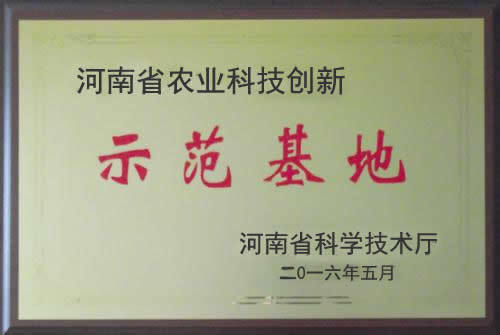 河南省农业科技创新
示范基地
河南省科学技术厅
二0一六年五月